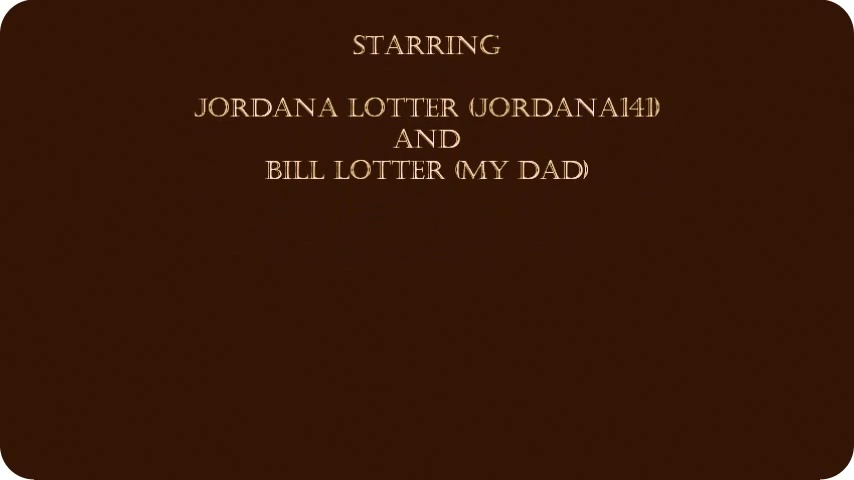 STARRING
JORDANA LOTTER (JORDANA141)
AND
BILL LOTTER (MY DAD)